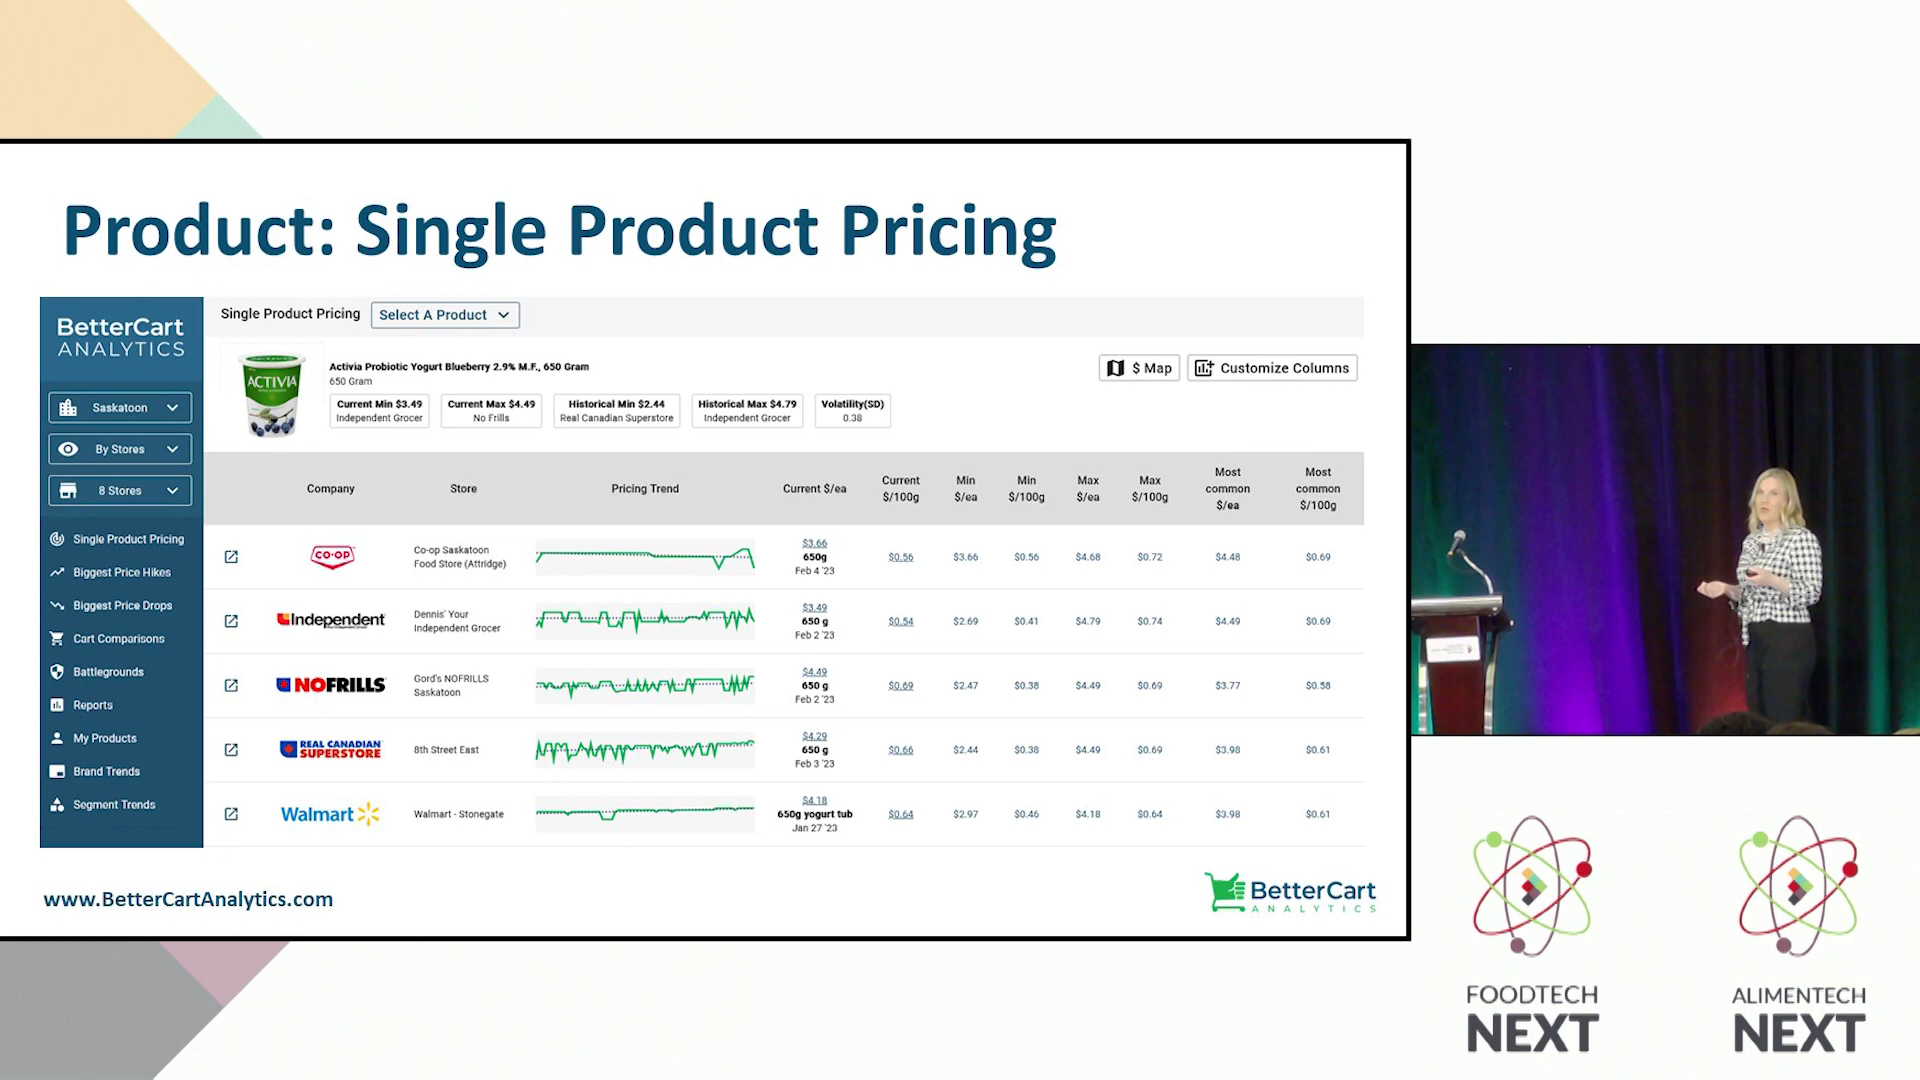 Product: Single Product Pricing
BetterCart
ANALYTICS
Saskatoon
By Stores
8 Stores
Single Product Pricing
Biggest Price Hikes
Biggest Price Drops
Cart Comparisons
Battlegrounds
Reports
My Products
Brand Trends
Segment Trends
Single Product Pricing Select A Product
ACTIVIA
Activia Probiotic Yogurt Blueberry 2.9% M.F., 650 Gram
650 Gram
Current Min $3.49
Independent Grocer
Current Max $4.49
No Frills
Historical Min $2.44
Real Canadian Superstore
Historical Max $4.79
Independent Grocer
Volatility(SD)
0.38
$ Map
Customize Columns
Company
Store
Pricing Trend
Current $/ea
Current
$/100g
Min
$/ea
Min
$/100g
Max
$/ea
Max
$/100g
Most
common
$/ea
Most
common
$/100g
CO-OP
Co-op Saskatoon
Food Store (Attridge)
$3.66
650g
Feb 4 '23
$0.56 $3.66 $0.56 $4.68 $0.72 $4.48 $0.69
Independent
Dennis' Your
Independent Grocer
$3.49
650 g
Feb 2 '23
$0.54 $2.69 $0.41 $4.79 $0.74 $4.49 $0.69
NOFRILLS
Gord's NOFRILLS
Saskatoon
$4.49
650 g
Feb 2 '23
$0.69 $2.47 $0.38 $4.49 $0.69 $3.77 $0.58
REAL CANADIAN
SUPERSTORE
8th Street East
$4.29
650 g
Feb 3 '23
$0.66 $2.44 $0.38 $4.49 $0.69 $3.98 $0.61
Walmart
Walmart - Stonegate
$4.18
650g yogurt tub
Jan 27 '23
$0.64 $2.97 $0.46 $4.18 $0.64 $3.98 $0.61
www.BetterCartAnalytics.com
BetterCart
ANALYTICS
FOODTECH
NEXT
ALIMENTECH
NEXT